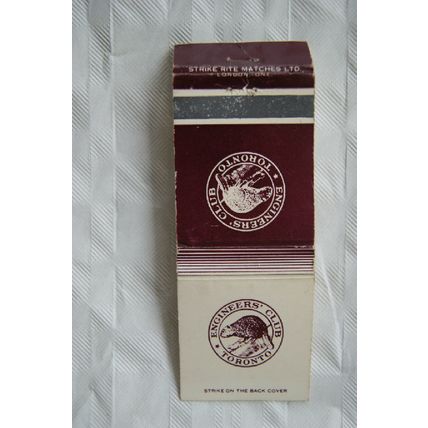 STRIKE RITE MATCHES LTD.
LONDON ONT.
ENGINEERS' CLUB
TORONTO
ENGINEERS' CLUB
TORONTO
STRIKE ON THE BACK COVER